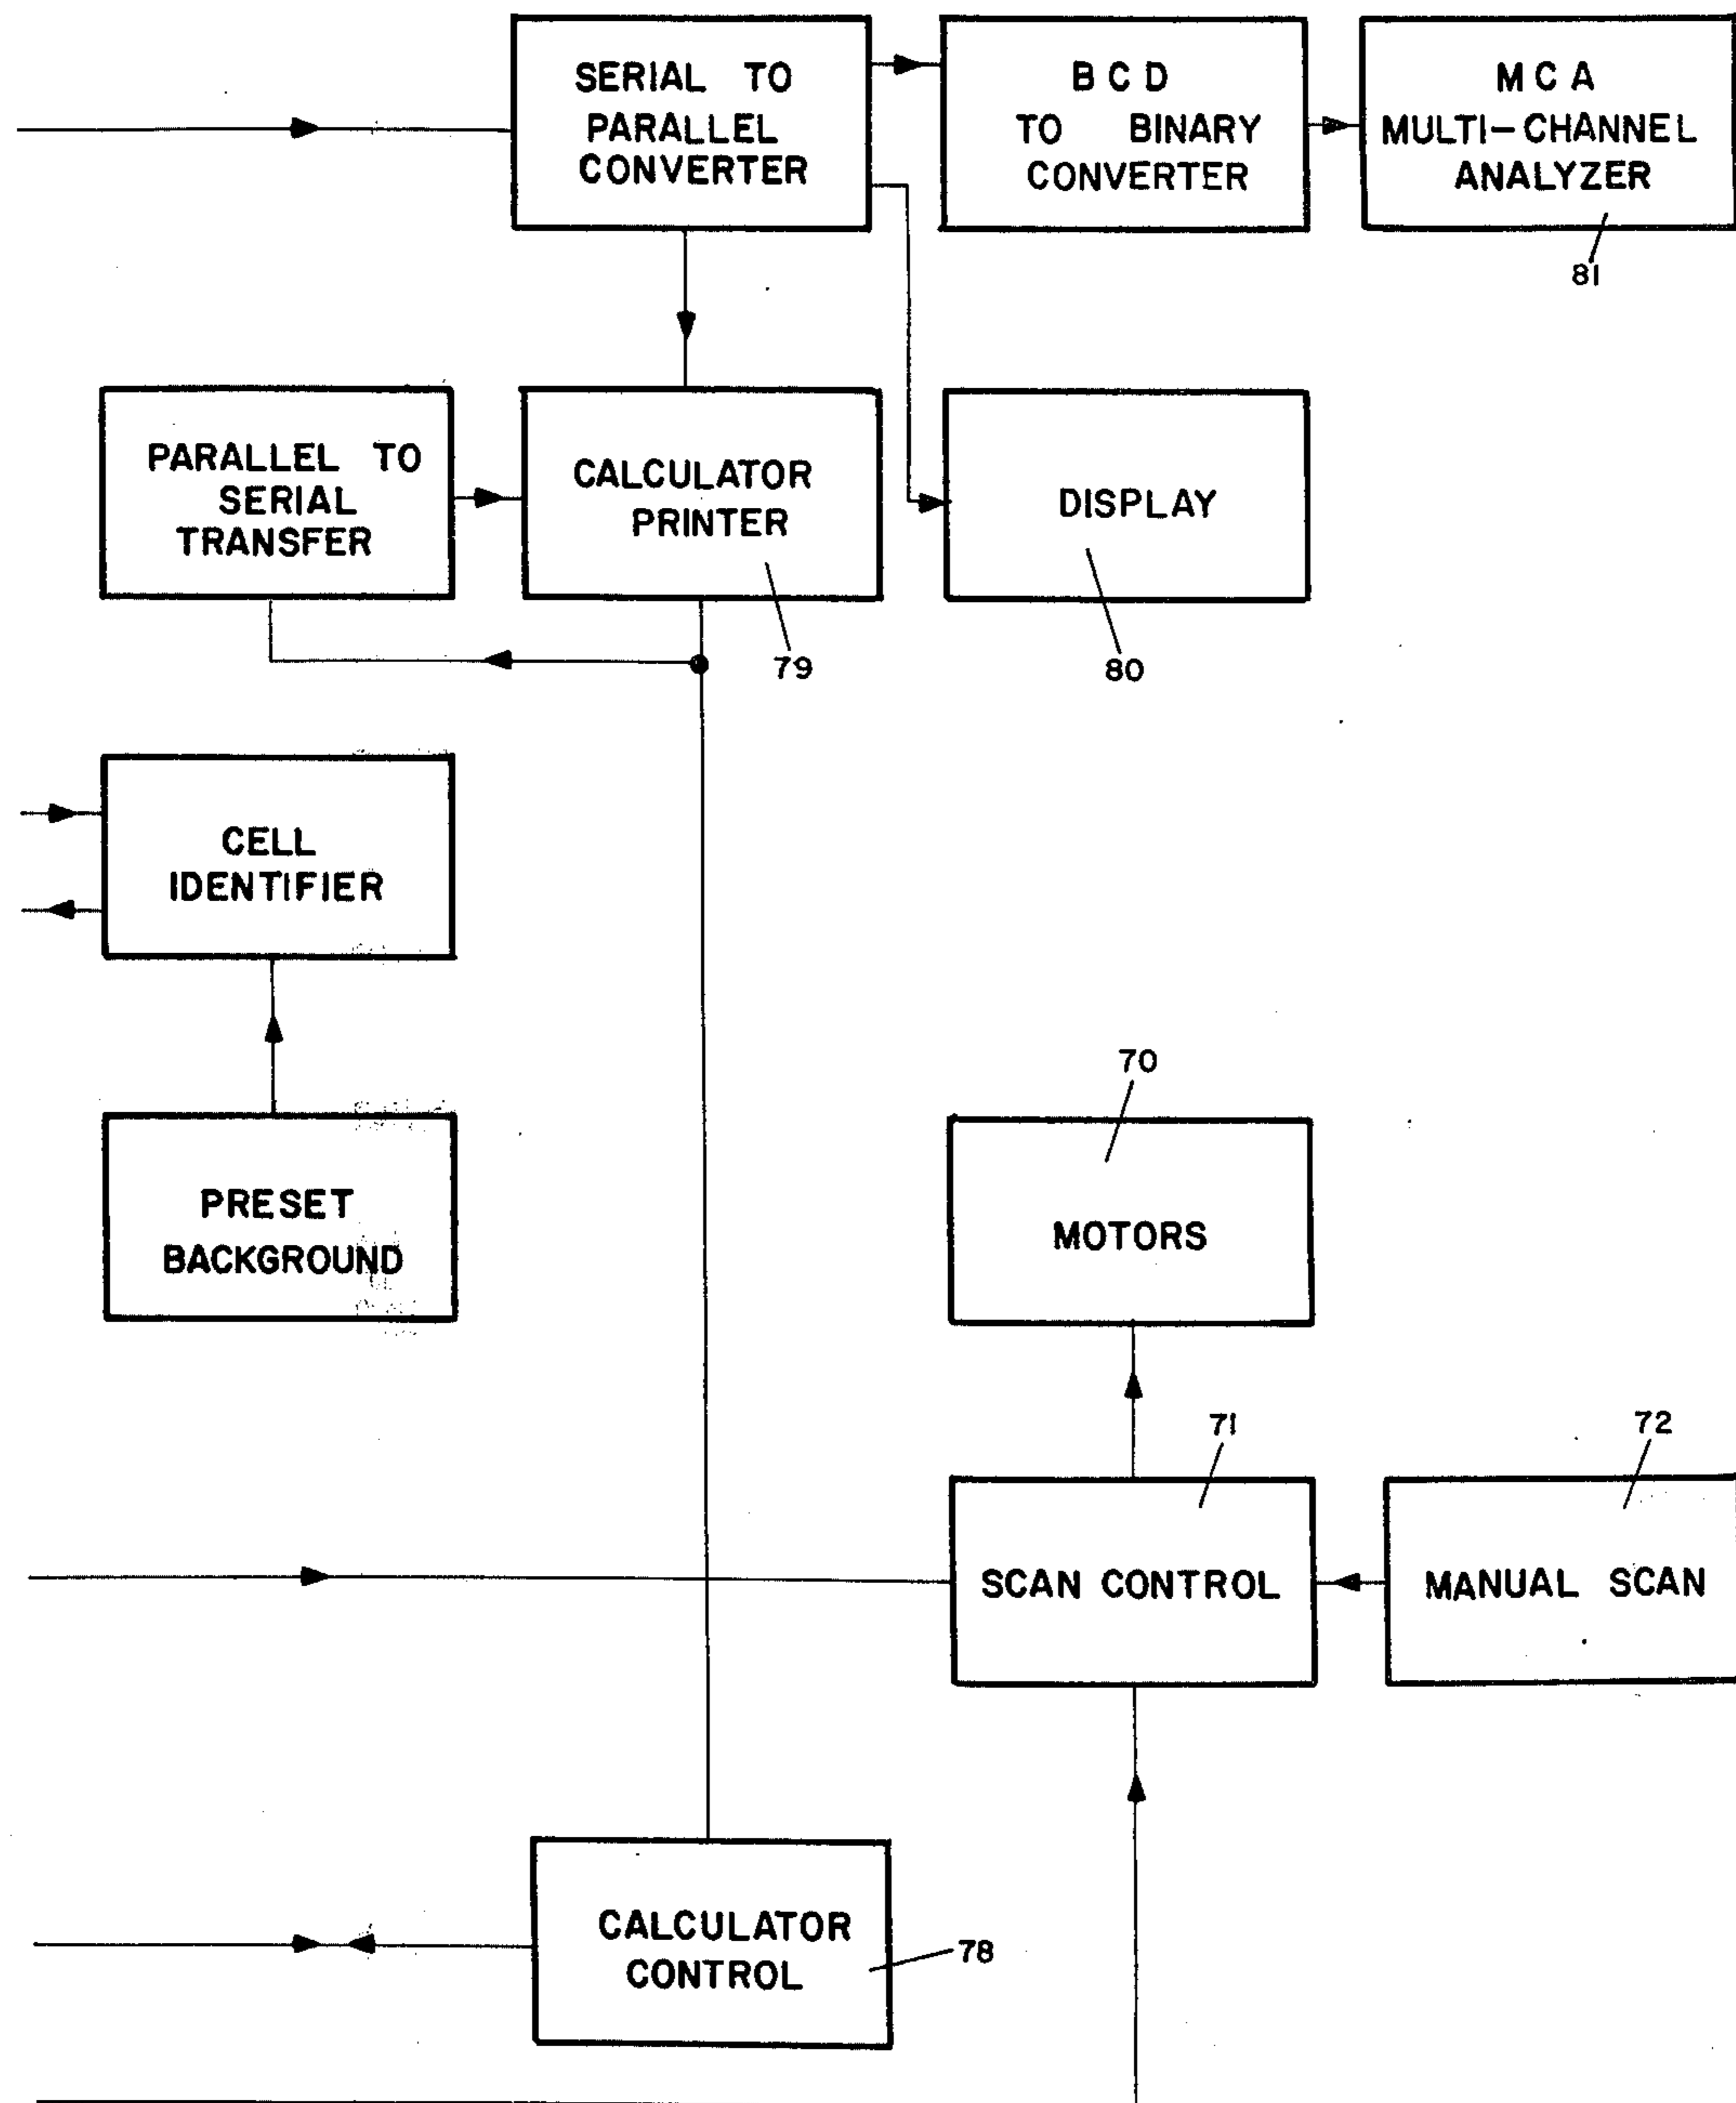 SERIAL TO
PARALLEL
CONVERTER
B C D
TO BINARY
CONVERTER
M C A
MULTI-CHANNEL
ANALYZER
81
PARALLEL TO
SERIAL
TRANSFER
CALCULATOR
PRINTER
79
DISPLAY
80
CELL
IDENTIFIER
PRESET
BACKGROUND
70
MOTORS
71
SCAN CONTROL
72
MANUAL SCAN
CALCULATOR
CONTROL
78